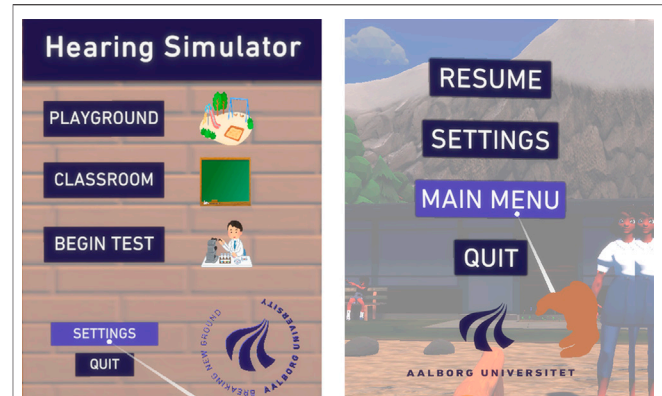 Hearing Simulator
PLAYGROUND
CLASSROOM
BEGIN TEST
SETTINGS
QUIT
BREAKING NEW GROUND
AALBORG UNIVERSITY
RESUME
SETTINGS
MAIN MENU
QUIT
AALBORG UNIVERSITET